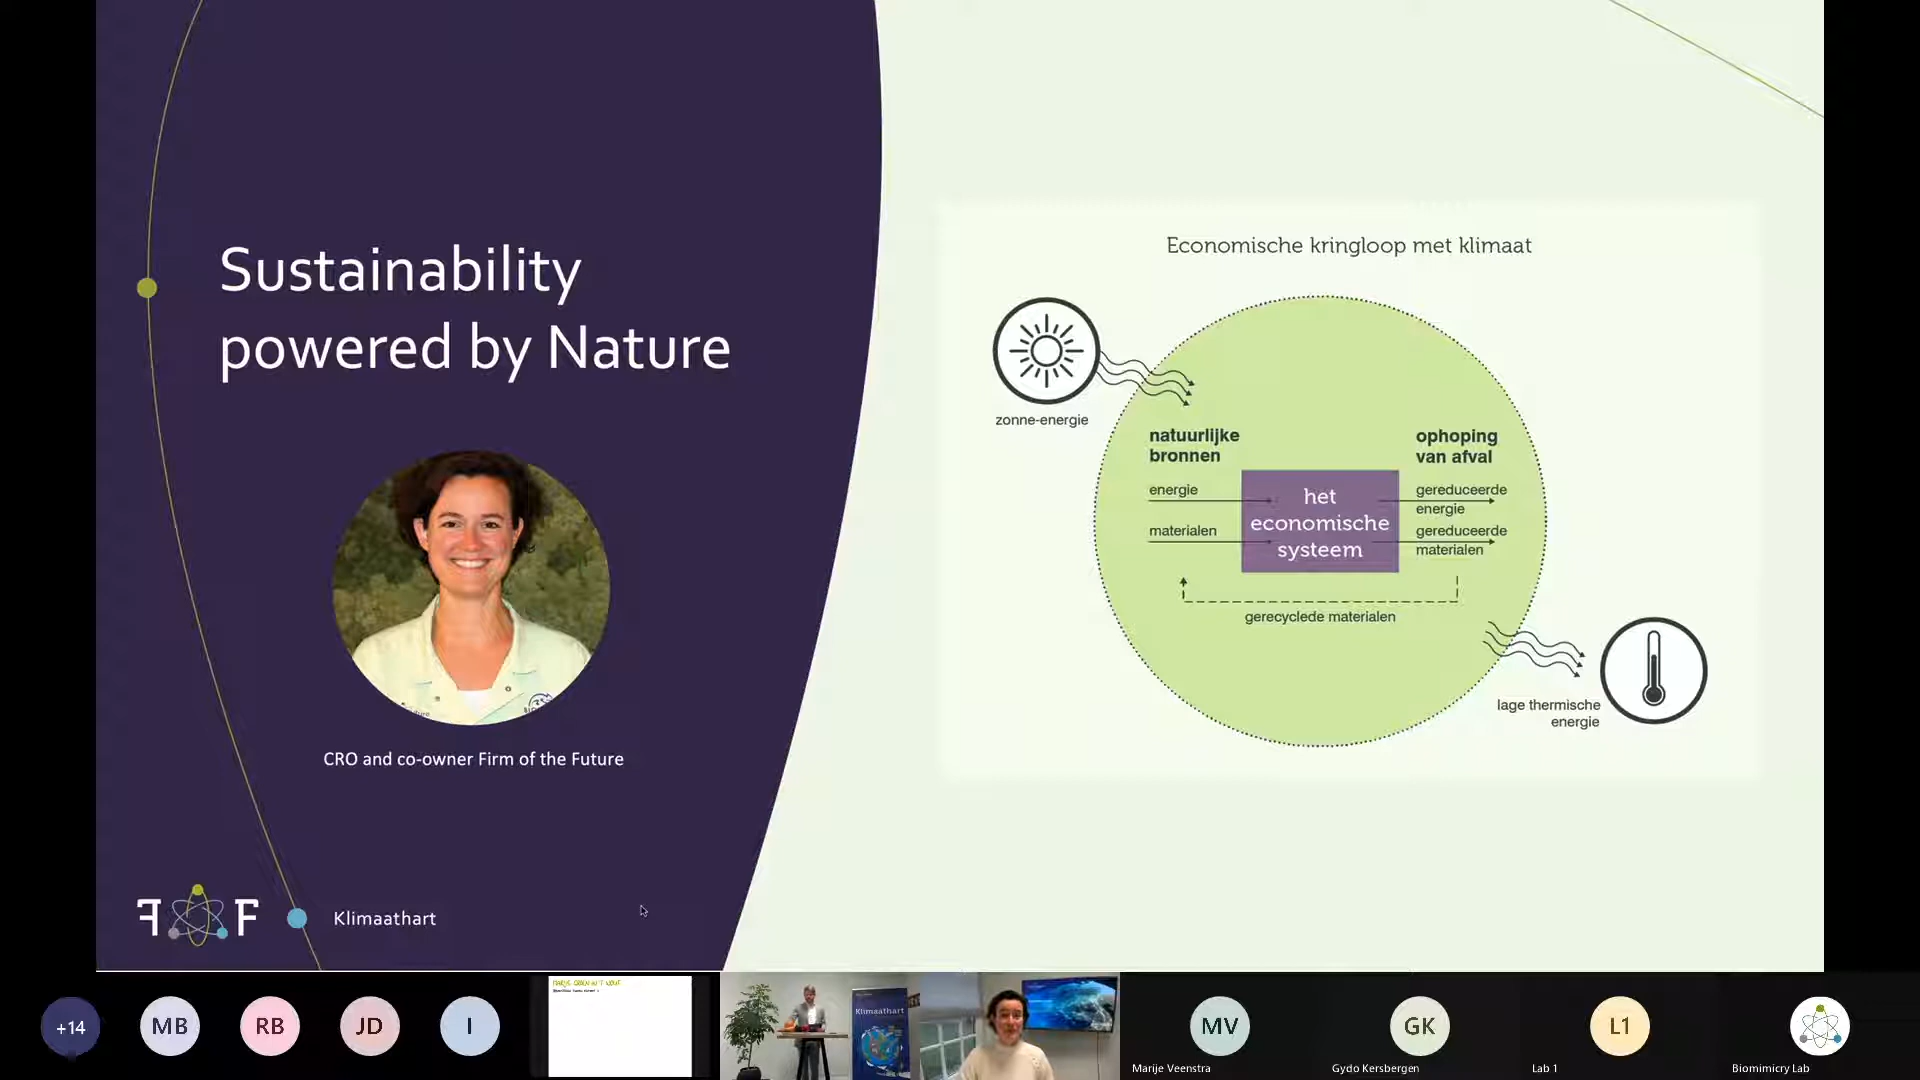 Sustainability
powered by Nature
CRO and co-owner Firm of the Future
F F
Klimaathart
Economische kringloop met klimaat
zonne-energie
natuurlijke
bronnen
energie
materialen
het
economische
systeem
ophoping
van afval
gereduceerde
energie
gereduceerde
materialen
gerecyclede materialen
lage thermische
energie
+14
MB
RB
JD
I
Klimaathart
MV
Marije Veenstra
GK
Gydo Kersbergen
L1
Lab 1
Biomimicry Lab